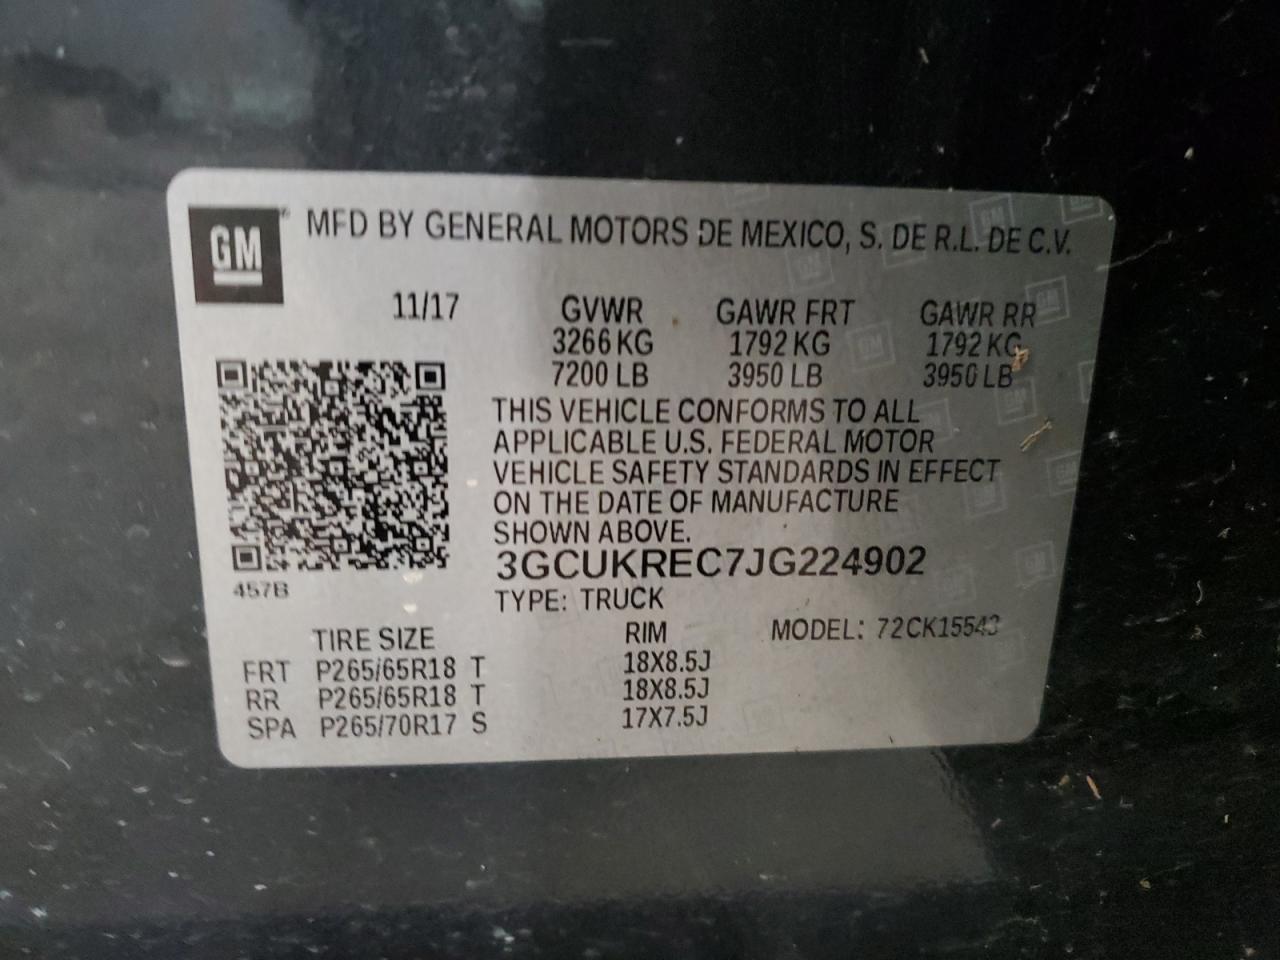 GM
MFD BY GENERAL MOTORS DE MEXICO, S. DE R.L. DE C.V.
11/17 GVWR GAWR FRT GAWR RR
3266 KG 1792 KG 1792 KG
7200 LB 3950 LB 3950 LB
THIS VEHICLE CONFORMS TO ALL
APPLICABLE U.S. FEDERAL MOTOR
VEHICLE SAFETY STANDARDS IN EFFECT
ON THE DATE OF MANUFACTURE
SHOWN ABOVE.
3GCUKREC7JG224902
457B
TYPE: TRUCK
TIRE SIZE RIM MODEL: 72CK15543
FRT P265/65R18 T 18X8.5J
RR P265/65R18 T 18X8.5J
SPA P265/70R17 S 17X7.5J